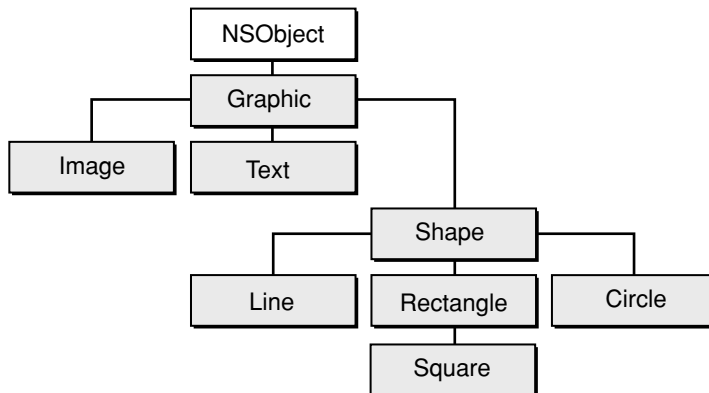 NSObject
Graphic
Image
Text
Shape
Line
Rectangle
Circle
Square